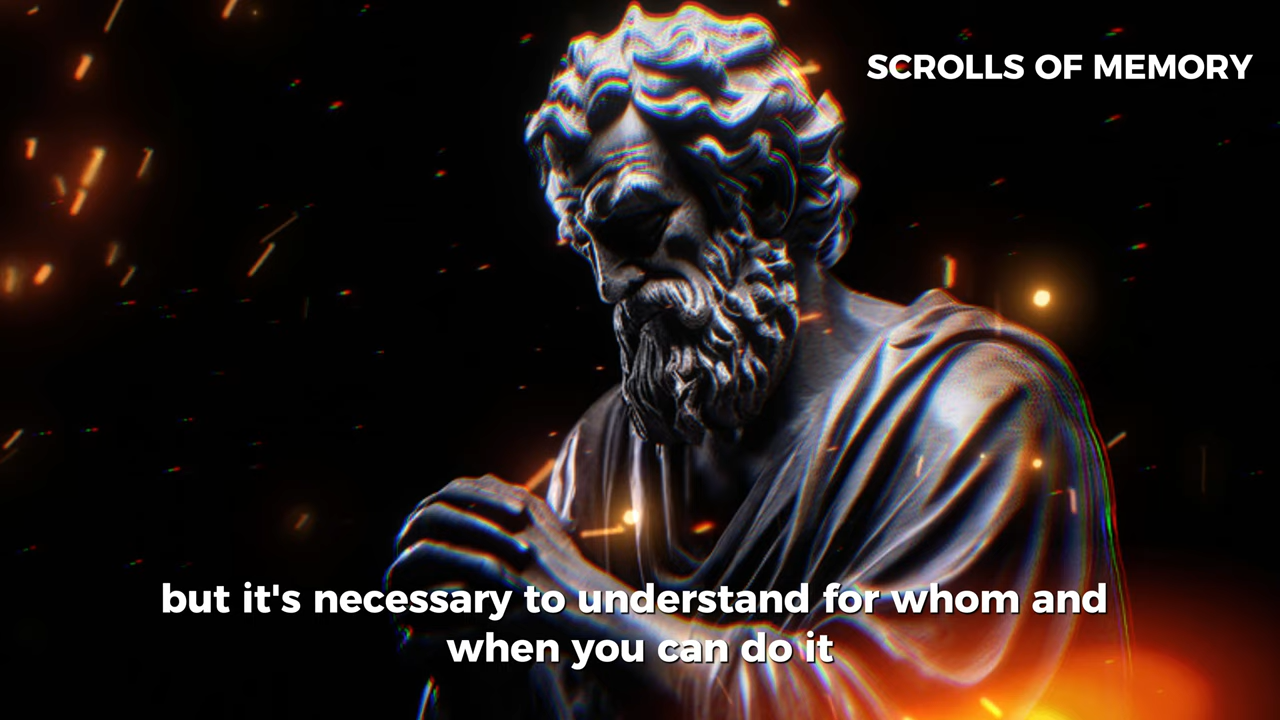 SCROLLS OF MEMORY
but it's necessary to understand for whom and
when you can do it